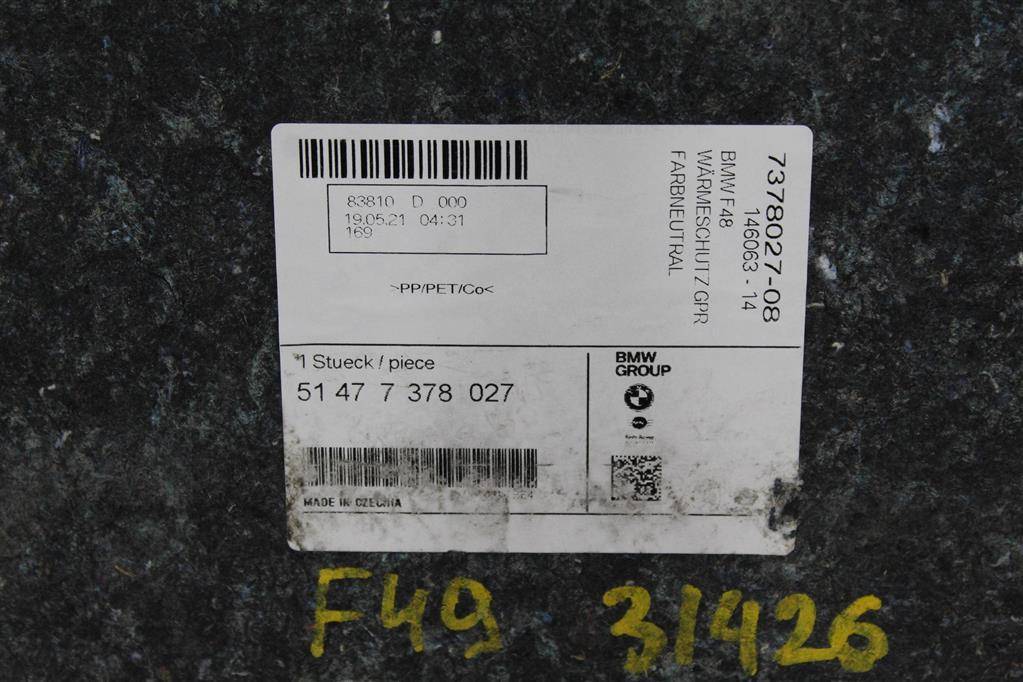 83810 D 000
19.05.21 04:31
169
>PP/PET/Co<
7378027-08
146063 - 14
BMW F48
WÄRMESCHUTZ GPR
FARBNEUTRAL
1 Stueck / piece
51 47 7 378 027
MADE IN CZECHIA
BMW
GROUP
F49 31426